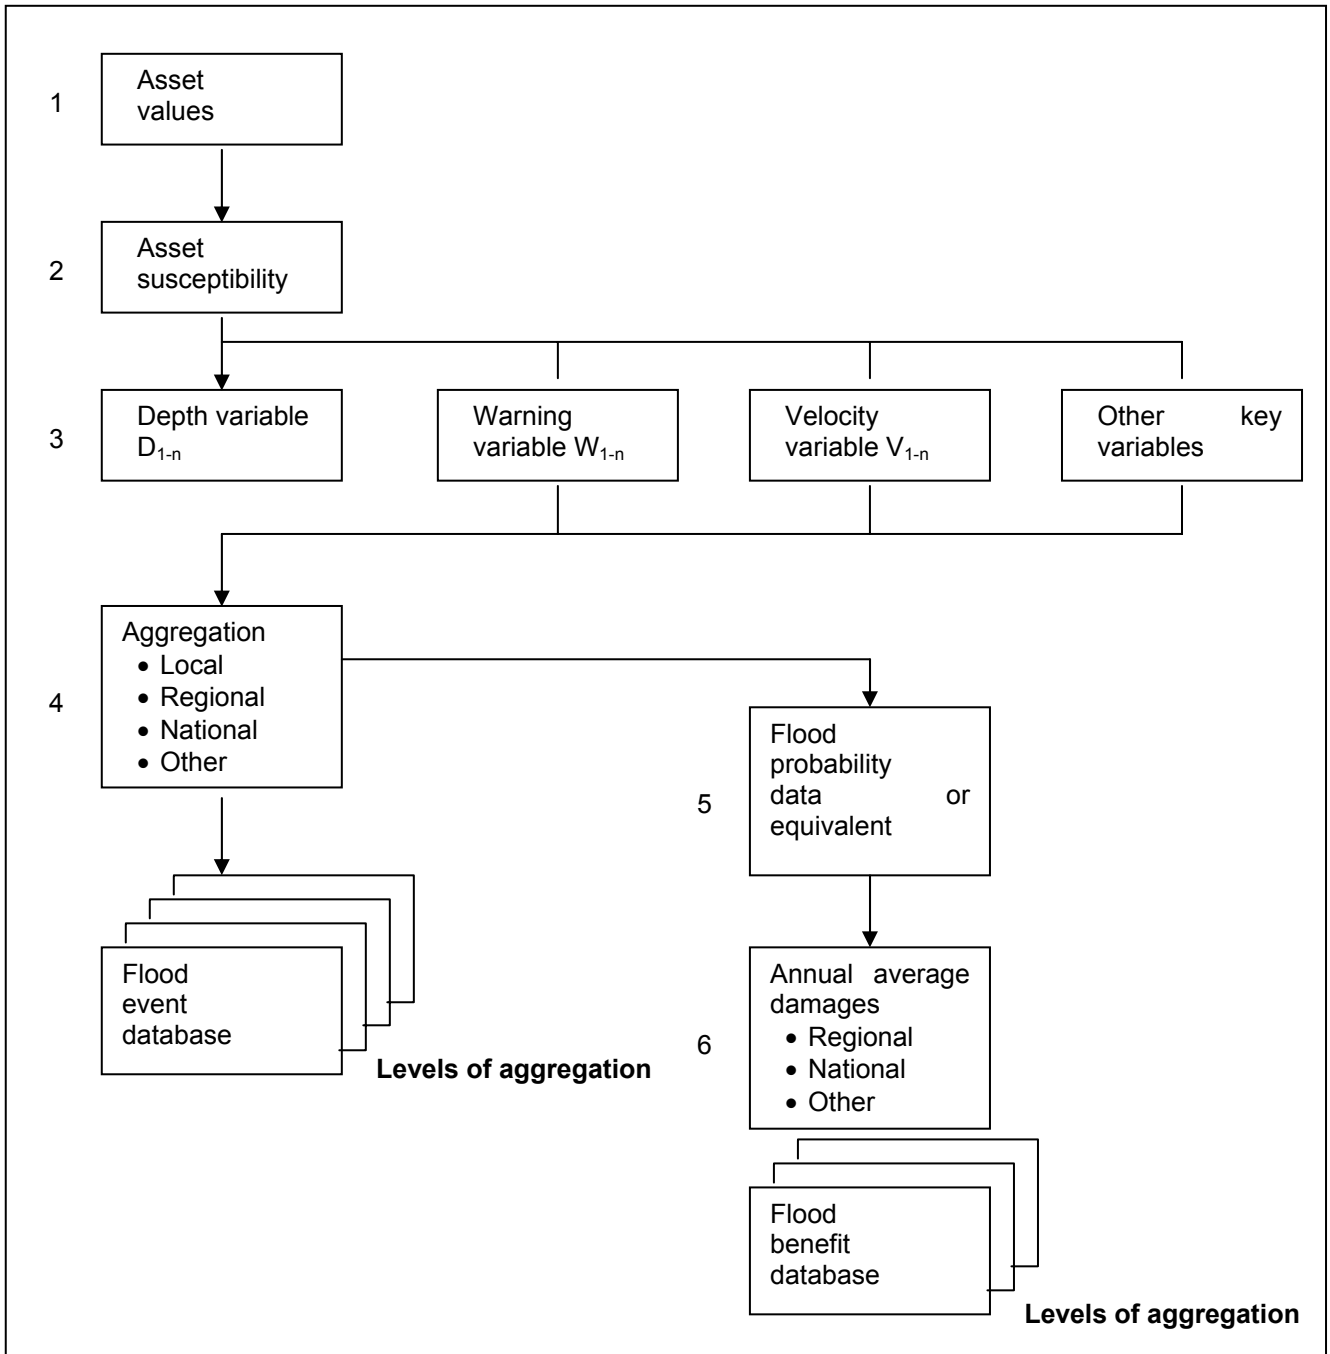 1
Asset
values
2
Asset
susceptibility
3
Depth variable
D1-n
Warning
variable W1-n
Velocity
variable V1-n
Other key
variables
4
Aggregation
• Local
• Regional
• National
• Other
5
Flood
probability
data or
equivalent
Flood
event
database
Levels of aggregation
6
Annual average
damages
• Regional
• National
• Other
Flood
benefit
database
Levels of aggregation